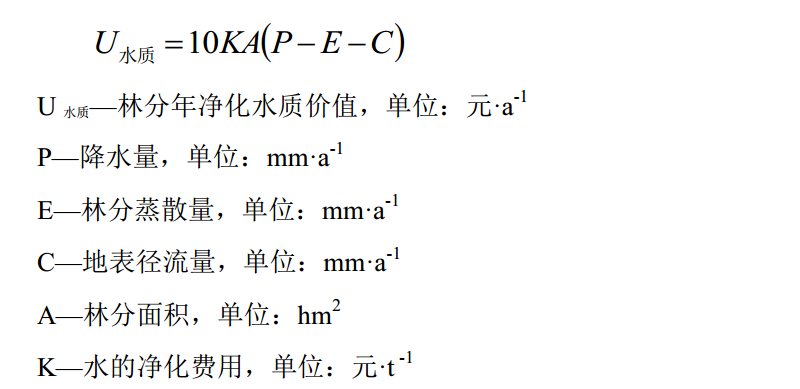 U水质=10KA(P−E−C)
U 水质—林分年净化水质价值，单位：元·a-1
P—降水量，单位：mm·a-1
E—林分蒸散量，单位：mm·a-1
C—地表径流量，单位：mm·a-1
A—林分面积，单位：hm2
K—水的净化费用，单位：元·t-1